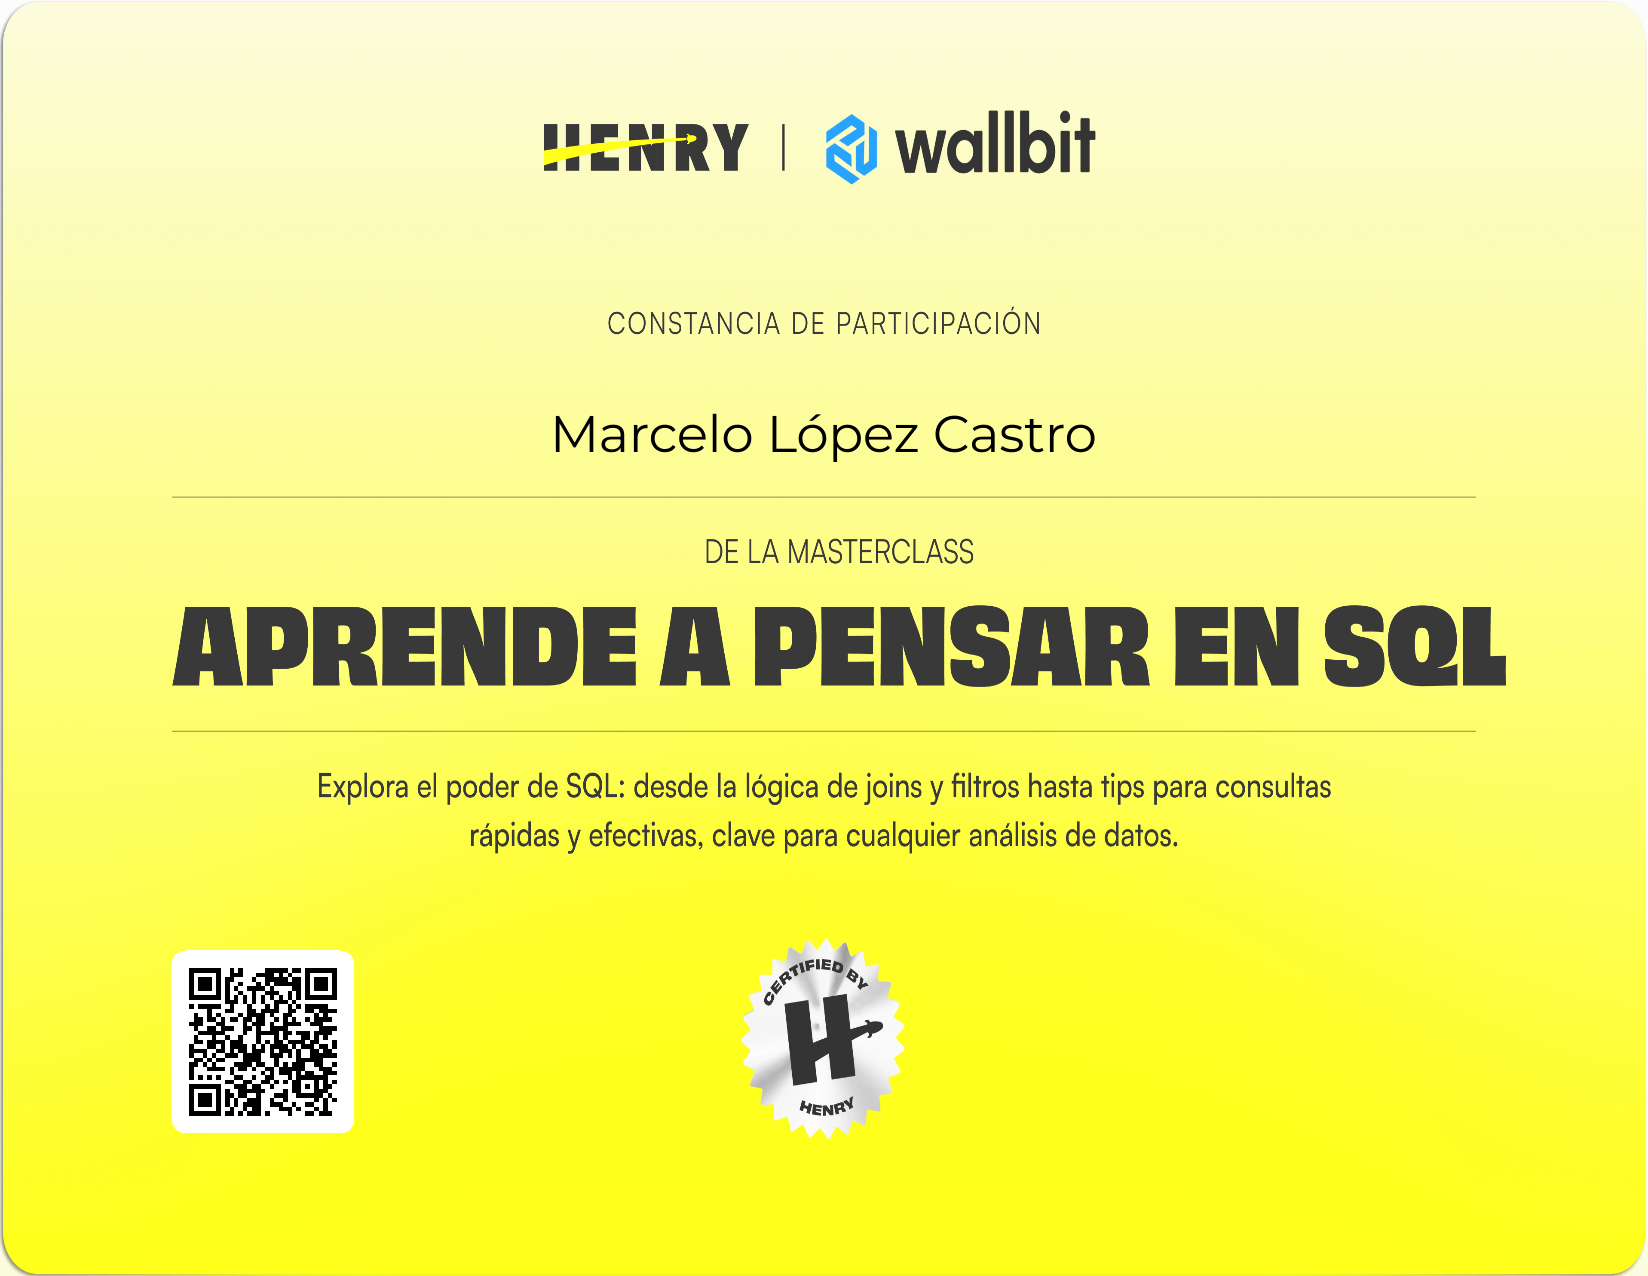 HENRY | wallbit
CONSTANCIA DE PARTICIPACIÓN
Marcelo López Castro
DE LA MASTERCLASS
APRENDE A PENSAR EN SQL
Explora el poder de SQL: desde la lógica de joins y filtros hasta tips para consultas
rápidas y efectivas, clave para cualquier análisis de datos.
CERTIFIED BY
H
HENRY